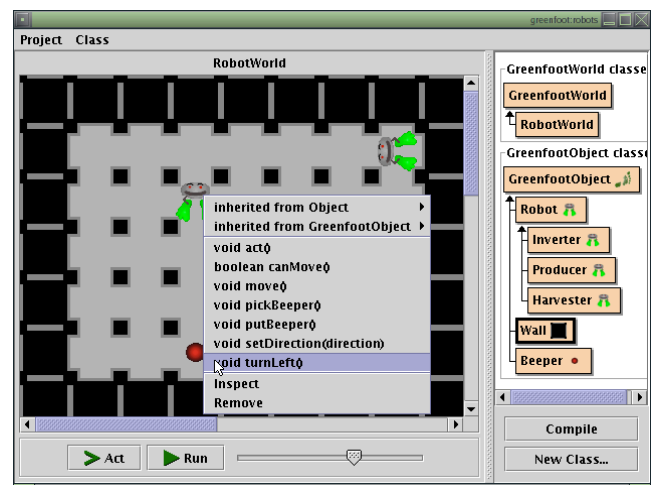 greenfoot:robots
Project Class
RobotWorld
inherited from Object
inherited from GreenfootObject
void act()
boolean canMove()
void move()
void pickBeeper()
void putBeeper()
void setDirection(direction)
void turnLeft()
Inspect
Remove
Act
Run
GreenfootWorld classe
GreenfootWorld
RobotWorld
GreenfootObject class
GreenfootObject
Robot
Inverter
Producer
Harvester
Wall
Beeper
Compile
New Class...